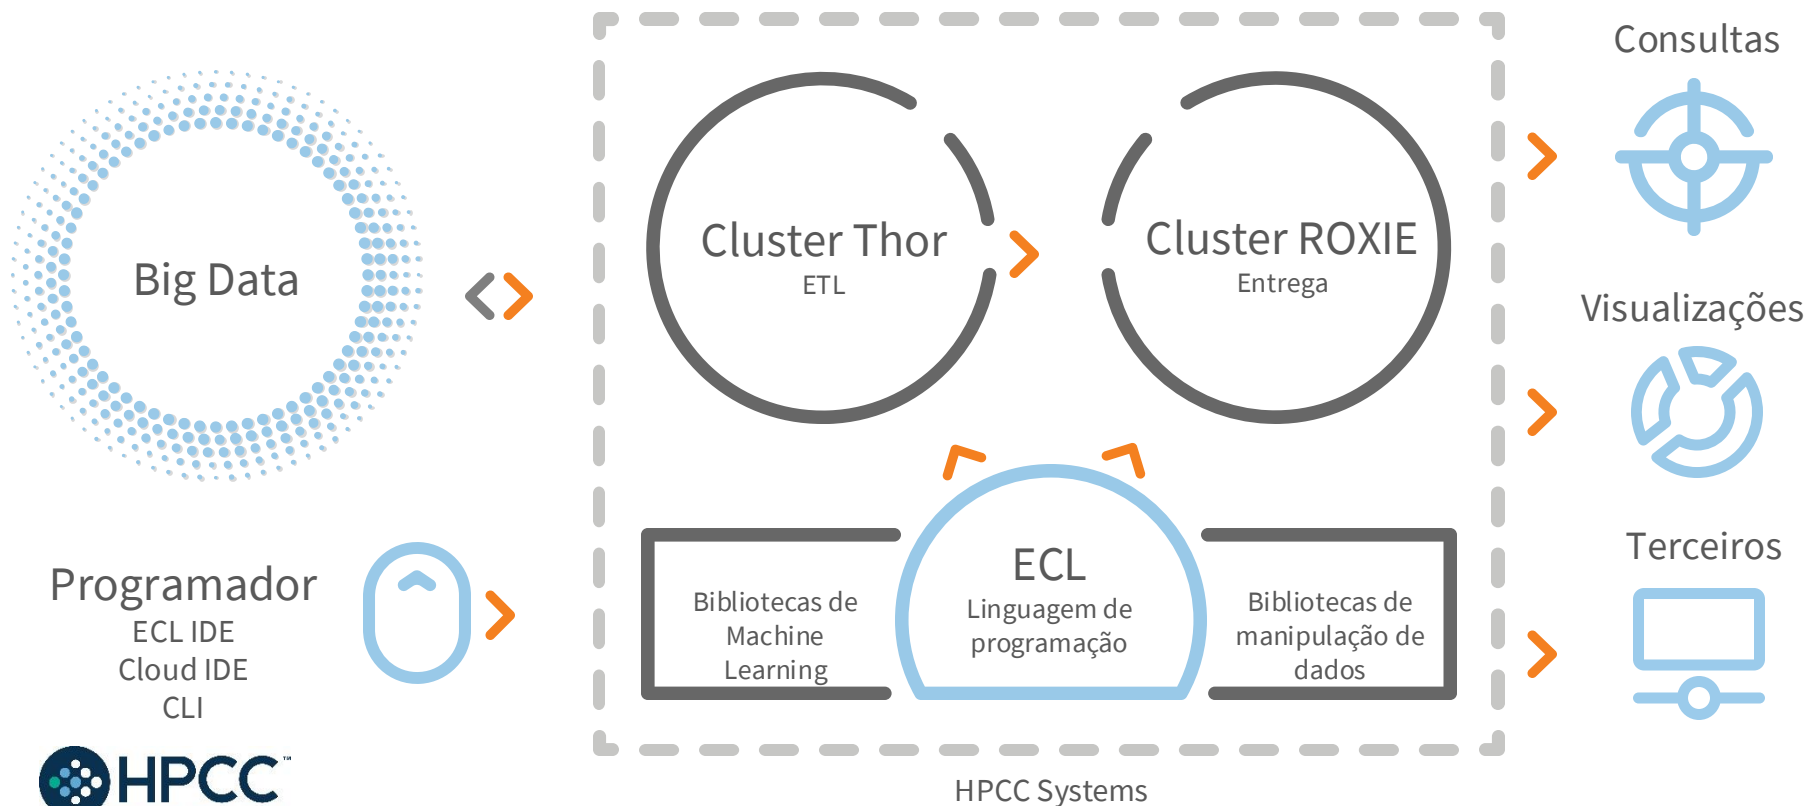 Consultas
Big Data
Cluster Thor
ETL
Cluster ROXIE
Entrega
Visualizações
Programador
ECL IDE
Cloud IDE
CLI
Bibliotecas de
Machine
Learning
ECL
Linguagem de
programação
Bibliotecas de
manipulação de
dados
Terceiros
HPCC™
HPCC Systems